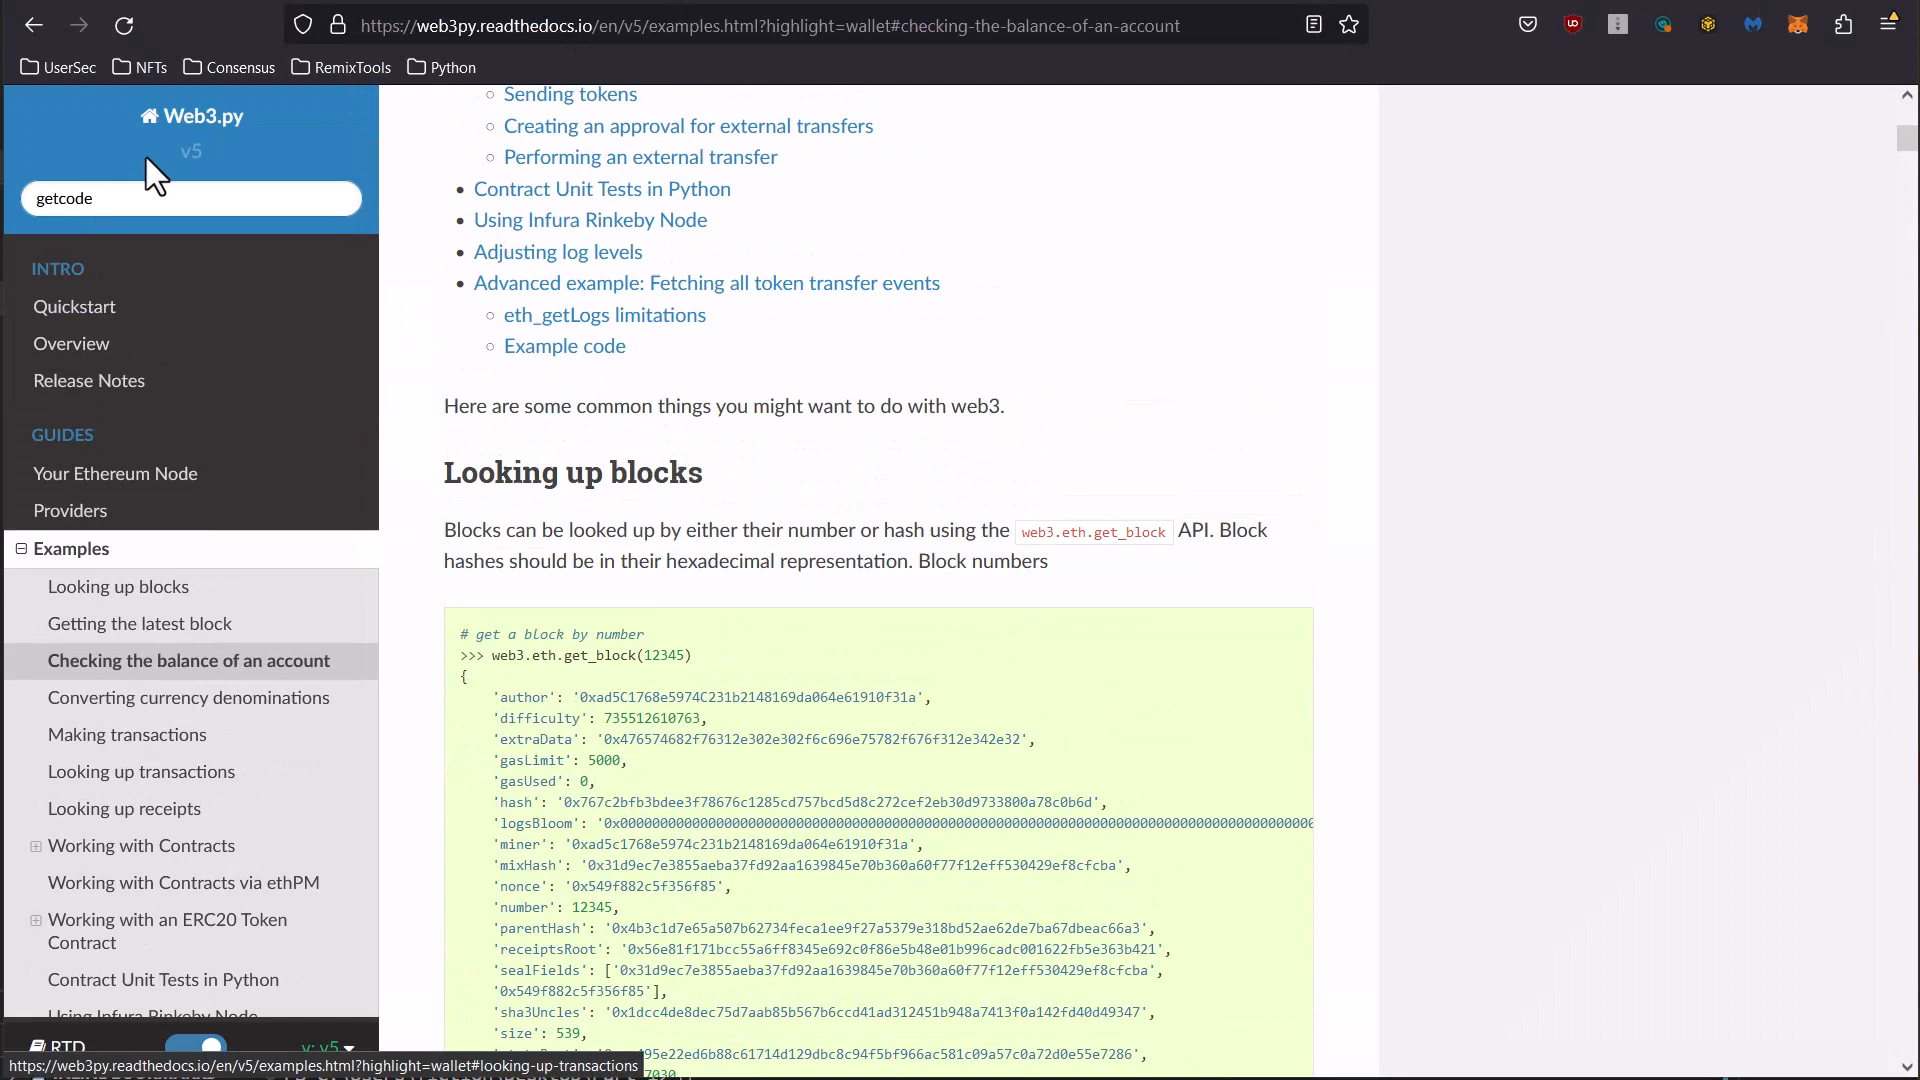 https://web3py.readthedocs.io/en/v5/examples.html?highlight=wallet#checking-the-balance-of-an-account
UserSec NFTs Consensus RemixTools Python
Web3.py
v5
getcode
INTRO
Quickstart
Overview
Release Notes
GUIDES
Your Ethereum Node
Providers
Examples
Looking up blocks
Getting the latest block
Checking the balance of an account
Converting currency denominations
Making transactions
Looking up transactions
Looking up receipts
Working with Contracts
Working with Contracts via ethPM
Working with an ERC20 Token
Contract
Contract Unit Tests in Python
Using Infura Rinkeby Node
RTD v: v5
Sending tokens
Creating an approval for external transfers
Performing an external transfer
Contract Unit Tests in Python
Using Infura Rinkeby Node
Adjusting log levels
Advanced example: Fetching all token transfer events
eth_getLogs limitations
Example code
Here are some common things you might want to do with web3.
Looking up blocks
Blocks can be looked up by either their number or hash using the web3.eth.get_block API. Block
hashes should be in their hexadecimal representation. Block numbers
# get a block by number
>>> web3.eth.get_block(12345)
{
'author': '0xad5C1768e5974C231b2148169da064e61910f31a',
'difficulty': 735512610763,
'extraData': '0x476574682f76312e302e302f6c696e75782f676f312e342e32',
'gasLimit': 5000,
'gasUsed': 0,
'hash': '0x767c2bfb3bdee3f78676c1285cd757bcd5d8c272cef2eb30d9733800a78c0b6d',
'logsBloom':
'miner': '0xad5c1768e5974c231b2148169da064e61910f31a',
'mixHash': '0x31d9ec7e3855aeba37fd92aa1639845e70b360a60f77f12eff530429ef8cfcba',
'nonce': '0x549f882c5f356f85',
'number': 12345,
'parentHash': '0x4b3c1d7e65a507b62734feca1ee9f27a5379e318bd52ae62de7ba67dbeac66a3',
'receiptsRoot': '0x56e81f171bcc55a6ff8345e692c0f86e5b48e01b996cadc001622fb5e363b421',
'sealFields': ['0x31d9ec7e3855aeba37fd92aa1639845e70b360a60f77f12eff530429ef8cfcba',
'0x549f882c5f356f85'],
'sha3Uncles': '0x1dcc4de8dec75d7aab85b567b6ccd41ad312451b948a7413f0a142fd40d49347',
'size': 539,
495e22ed6b88c61714d129dbc8c94f5bf966ac581c09a57c0a72d0e55e7286',
https://web3py.readthedocs.io/en/v5/examples.html?highlight=wallet#looking-up-transactions